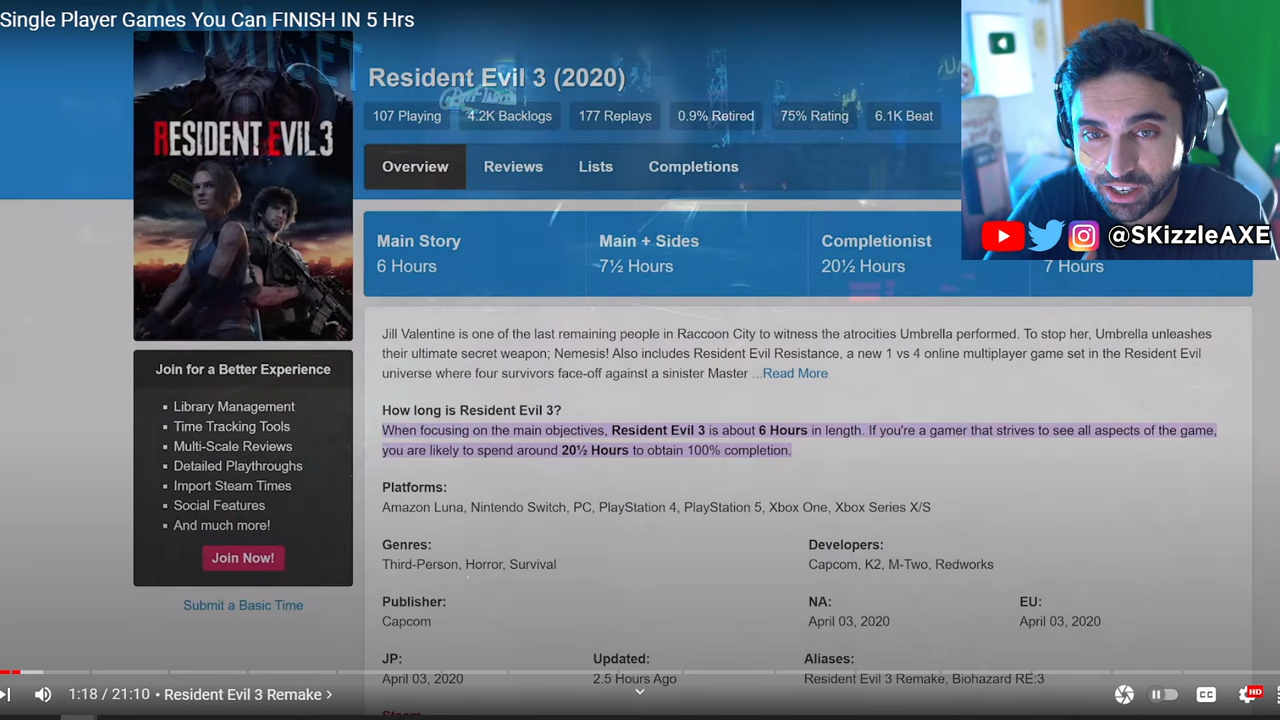 Single Player Games You Can FINISH IN 5 Hrs
Resident Evil 3 (2020)
107 Playing
4.2K Backlogs
177 Replays
0.9% Retired
75% Rating
6.1K Beat
RESIDENT EVIL 3
Overview
Reviews
Lists
Completions
@SKizzleAXE
Main Story
6 Hours
Main + Sides
7½ Hours
Completionist
20½ Hours
7 Hours
Jill Valentine is one of the last remaining people in Raccoon City to witness the atrocities Umbrella performed. To stop her, Umbrella unleashes
their ultimate secret weapon; Nemesis! Also includes Resident Evil Resistance, a new 1 vs 4 online multiplayer game set in the Resident Evil
universe where four survivors face-off against a sinister Master ...Read More
Join for a Better Experience
Library Management
Time Tracking Tools
Multi-Scale Reviews
Detailed Playthroughs
Import Steam Times
Social Features
And much more!
Join Now!
Submit a Basic Time
How long is Resident Evil 3?
When focusing on the main objectives, Resident Evil 3 is about 6 Hours in length. If you're a gamer that strives to see all aspects of the game,
you are likely to spend around 20½ Hours to obtain 100% completion.
Platforms:
Amazon Luna, Nintendo Switch, PC, PlayStation 4, PlayStation 5, Xbox One, Xbox Series X/S
Genres:
Third-Person, Horror, Survival
Developers:
Capcom, K2, M-Two, Redworks
Publisher:
Capcom
NA:
April 03, 2020
EU:
April 03, 2020
JP:
April 03, 2020
Updated:
2.5 Hours Ago
Aliases:
Resident Evil 3 Remake, Biohazard RE:3
1:18 / 21:10 • Resident Evil 3 Remake >
CC
HD